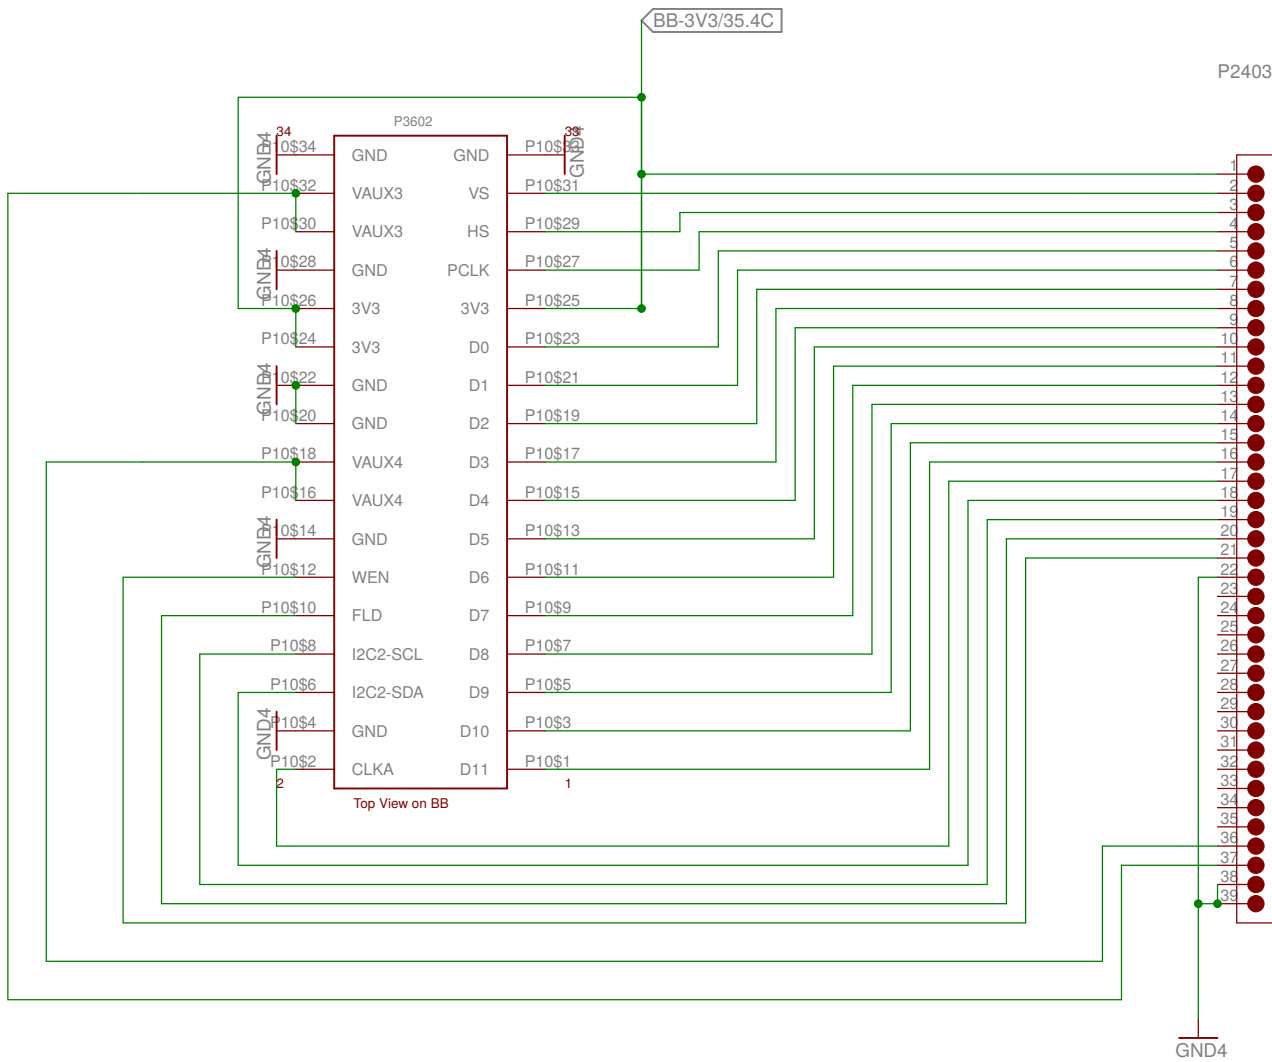 BB-3V3/35.4C
P2403
P3602
34
33
GND4
GND4
P10$34
GND
GND
P10$32
VAUX3
VS
P10$31
P10$30
VAUX3
HS
P10$29
GND4
P10$28
GND
PCLK
P10$27
P10$26
3V3
3V3
P10$25
P10$24
3V3
D0
P10$23
GND4
P10$22
GND
D1
P10$21
P10$20
GND
D2
P10$19
P10$18
VAUX4
D3
P10$17
P10$16
VAUX4
D4
P10$15
GND4
P10$14
GND
D5
P10$13
P10$12
WEN
D6
P10$11
P10$10
FLD
D7
P10$9
P10$8
I2C2-SCL
D8
P10$7
P10$6
I2C2-SDA
D9
P10$5
GND4
P10$4
GND
D10
P10$3
P10$2
CLKA
D11
P10$1
2
1
Top View on BB
1
2
3
4
5
6
7
8
9
10
11
12
13
14
15
16
17
18
19
20
21
22
23
24
25
26
27
28
29
30
31
32
33
34
35
36
37
38
39
GND4